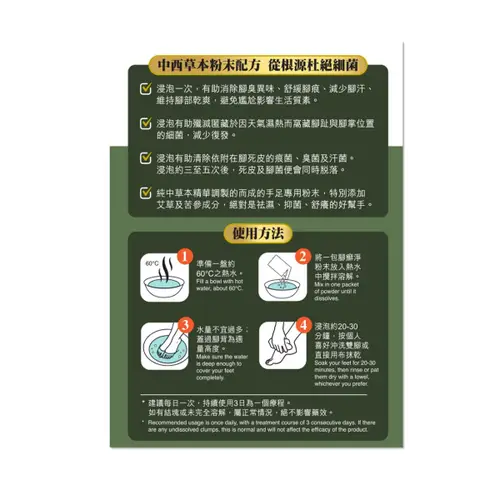 中西草本粉末配方 從根源杜絕細菌
浸泡一次，有助消除腳臭異味、舒緩腳痕、減少腳汗，
維持腳部乾爽，避免尷尬影響生活質素。
浸泡有助殲滅匿藏於因天氣濕熱而窩藏腳趾與腳掌位置
的細菌，減少復發。
浸泡有助清除依附在腳死皮的癀菌、臭菌及汗菌。
浸泡約三至五次後，死皮及腳菌便會同時脫落。
純中草本精華調製的而成的手足專用粉末，特別添加
艾草及苦參成分，絕對是祛濕、抑菌、舒癢的好幫手。
使用方法
1
60°C
準備一盤約
60°C之熱水。
Fill a bowl with hot
water, about 60°C.
2
將一包腳癬淨
粉末放入熱水
中攪拌溶解。
Mix in one packet
of powder until it
dissolves.
3
水量不宜過多；
蓋過腳背為適
量高度。
Make sure the water
is deep enough to
cover your feet
completely.
4
浸泡約20-30
分鐘，按個人
喜好沖洗雙腳或
直接用布抹乾
Soak your feet for 20-30
minutes, then rinse or pat
them dry with a towel,
whichever you prefer.
* 建議每日一次，持續使用3日為一個療程。
如有結塊或未完全溶解，屬正常情況，絕不影響藥效。
* Recommended usage is once daily, with a treatment course of 3 consecutive days. If there
are any undissolved clumps, this is normal and will not affect the efficacy of the product.